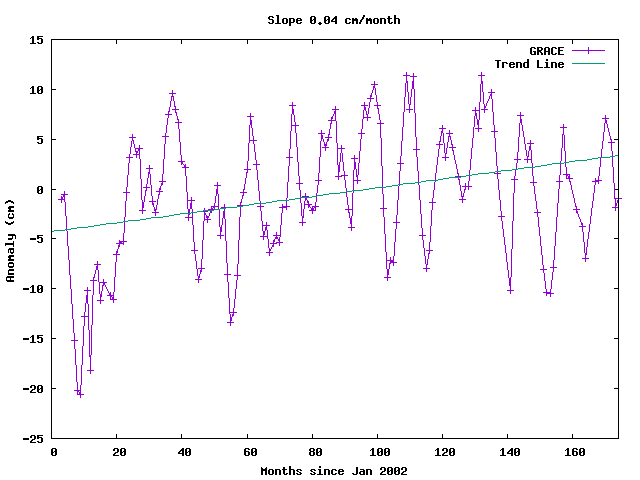 Slope 0.04 cm/month
15
10
5
0
-5
-10
-15
-20
-25
Anomaly (cm)
GRACE
Trend Line
0 20 40 60 80 100 120 140 160
Months since Jan 2002